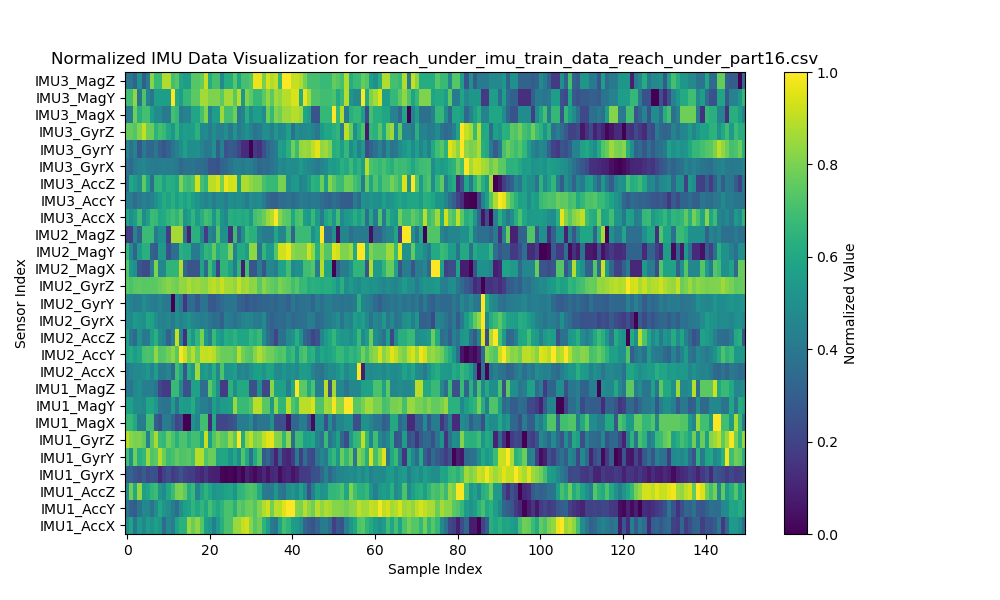 Normalized IMU Data Visualization for reach_under_imu_train_data_reach_under_part16.csv
IMU3_MagZ
IMU3_MagY
IMU3_MagX
IMU3_GyrZ
IMU3_GyrY
IMU3_GyrX
IMU3_AccZ
IMU3_AccY
IMU3_AccX
IMU2_MagZ
IMU2_MagY
IMU2_MagX
IMU2_GyrZ
IMU2_GyrY
IMU2_GyrX
IMU2_AccZ
IMU2_AccY
IMU2_AccX
IMU1_MagZ
IMU1_MagY
IMU1_MagX
IMU1_GyrZ
IMU1_GyrY
IMU1_GyrX
IMU1_AccZ
IMU1_AccY
IMU1_AccX
Sensor Index
0 20 40 60 80 100 120 140
Sample Index
1.0
0.8
0.6
0.4
0.2
0.0
Normalized Value